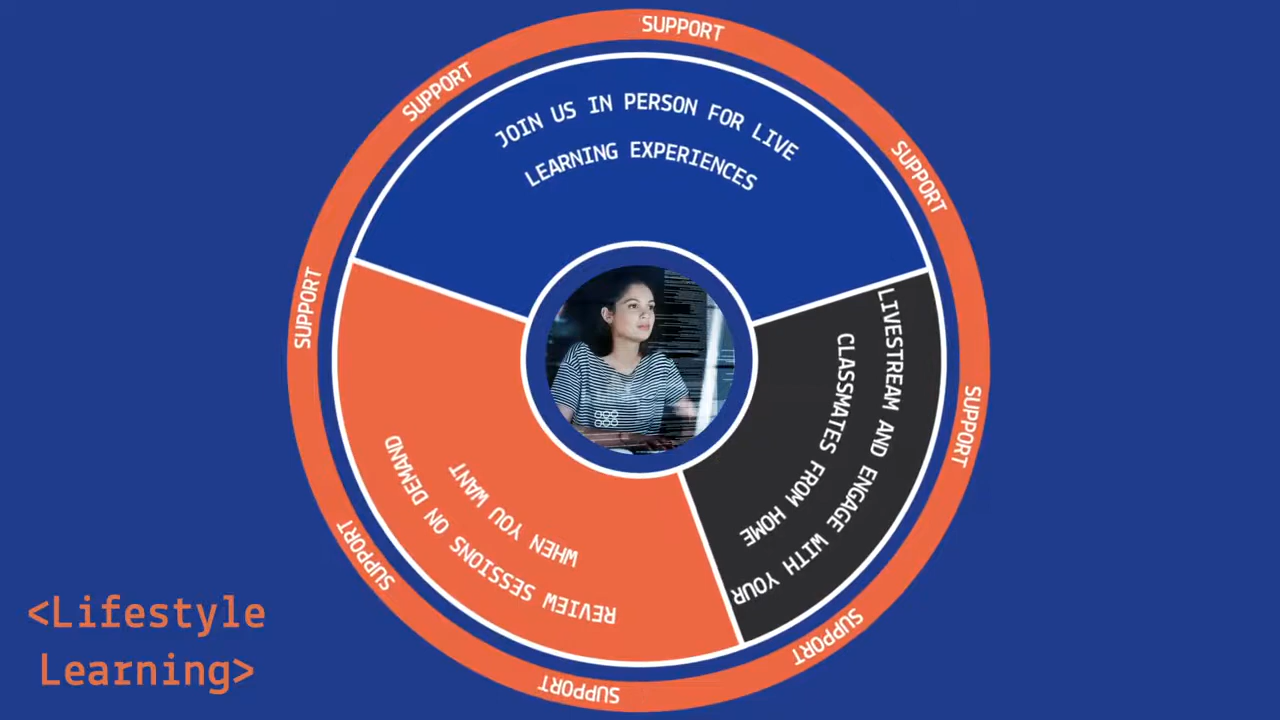 SUPPORT
SUPPORT
SUPPORT
SUPPORT
SUPPORT
SUPPORT
SUPPORT
SUPPORT
JOIN US IN PERSON FOR LIVE
LEARNING EXPERIENCES
LIVESTREAM AND ENGAGE WITH YOUR
CLASSMATES FROM HOME
REVIEW SESSIONS ON DEMAND
WHEN YOU WANT
<Lifestyle
Learning>